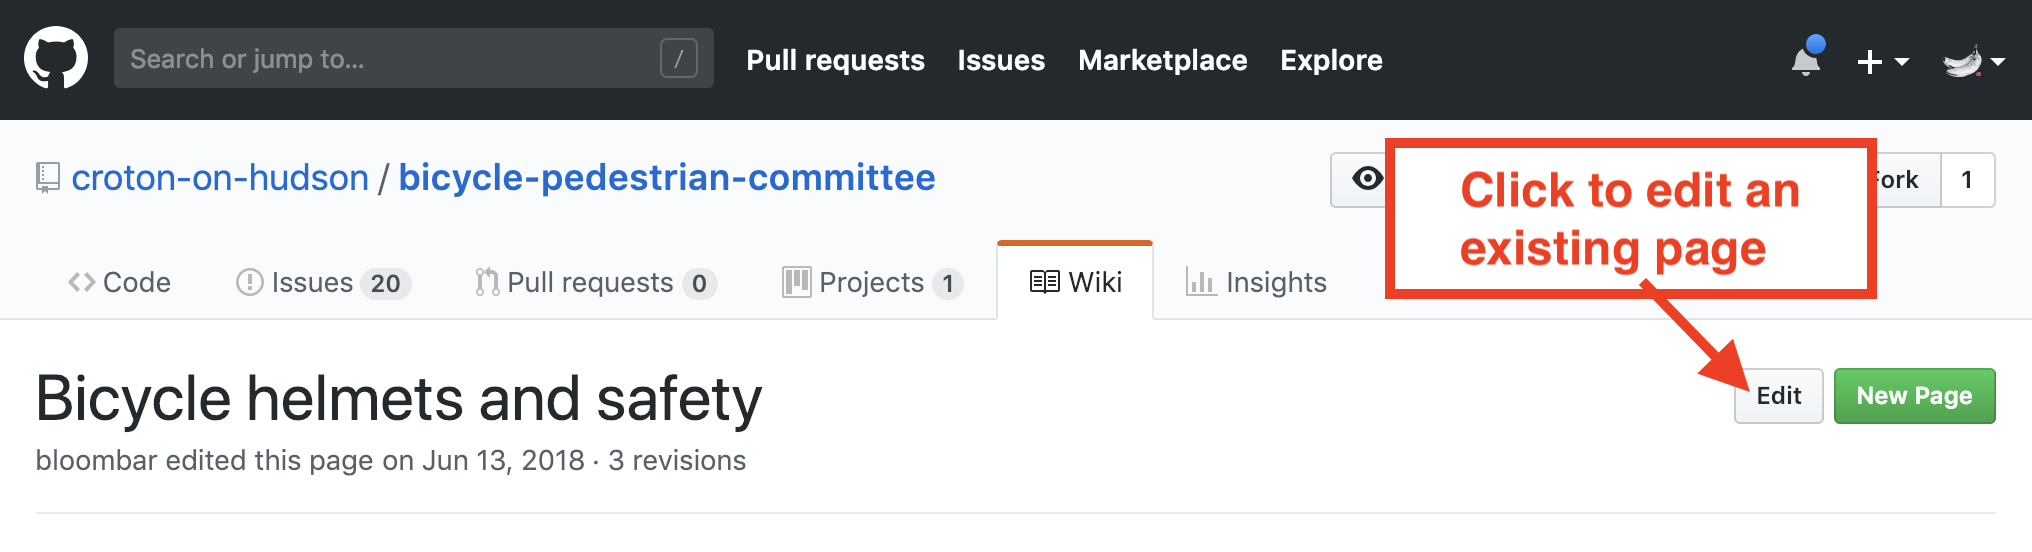 Search or jump to... /
Pull requests Issues Marketplace Explore
croton-on-hudson / bicycle-pedestrian-committee
Fork 1
Click to edit an
existing page
Code Issues 20 Pull requests 0 Projects 1 Wiki Insights
Bicycle helmets and safety
Edit New Page
bloombar edited this page on Jun 13, 2018 · 3 revisions